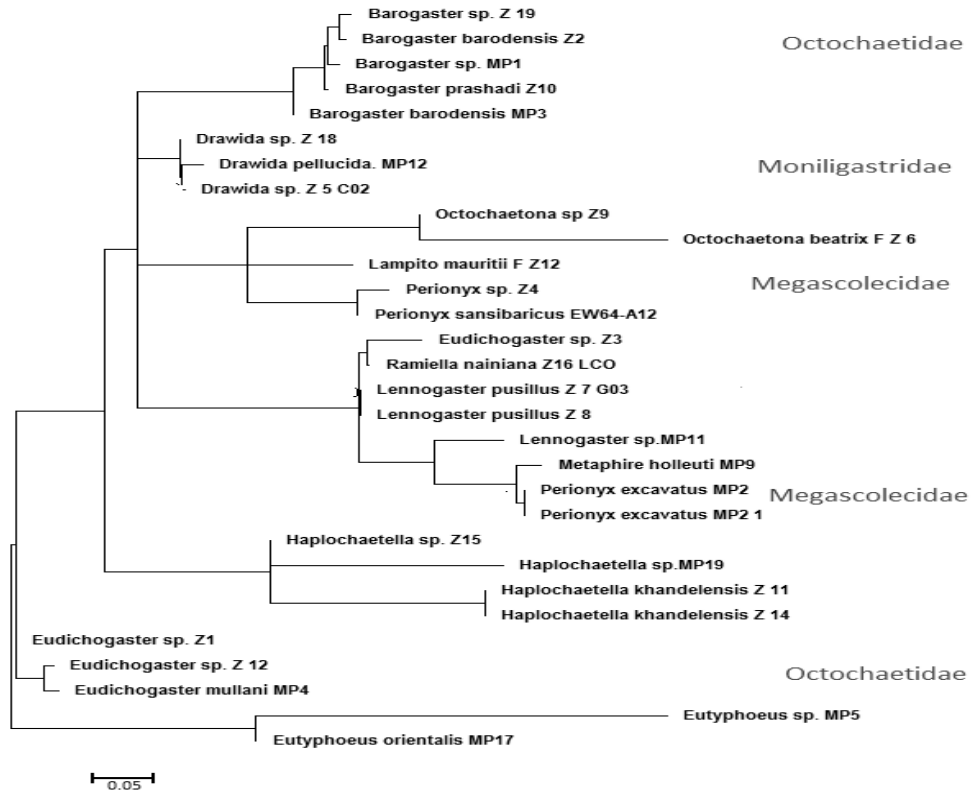 Barogaster sp. Z 19
Barogaster barodensis Z2
Octochaetidae
Barogaster sp. MP1
Barogaster prashadi Z10
Barogaster barodensis MP3
Drawida sp. Z 18
Drawida pellucida. MP12
Moniligastridae
Drawida sp. Z 5 C02
Octochaetona sp Z9
Octochaetona beatrix F Z 6
Lampito mauritii F Z12
Megascolecidae
Perionyx sp. Z4
Perionyx sansibaricus EW64-A12
Eudichogaster sp. Z3
Ramiella nainiana Z16 LCO
Lennogaster pusillus Z 7 G03
Lennogaster pusillus Z 8
Lennogaster sp.MP11
Metaphire holleuti MP9
Perionyx excavatus MP2
Megascolecidae
Perionyx excavatus MP2 1
Haplochaetella sp. Z15
Haplochaetella sp.MP19
Haplochaetella khandelensis Z 11
Haplochaetella khandelensis Z 14
Eudichogaster sp. Z1
Eudichogaster sp. Z 12
Octochaetidae
Eudichogaster mullani MP4
Eutyphoeus sp. MP5
Eutyphoeus orientalis MP17
0.05